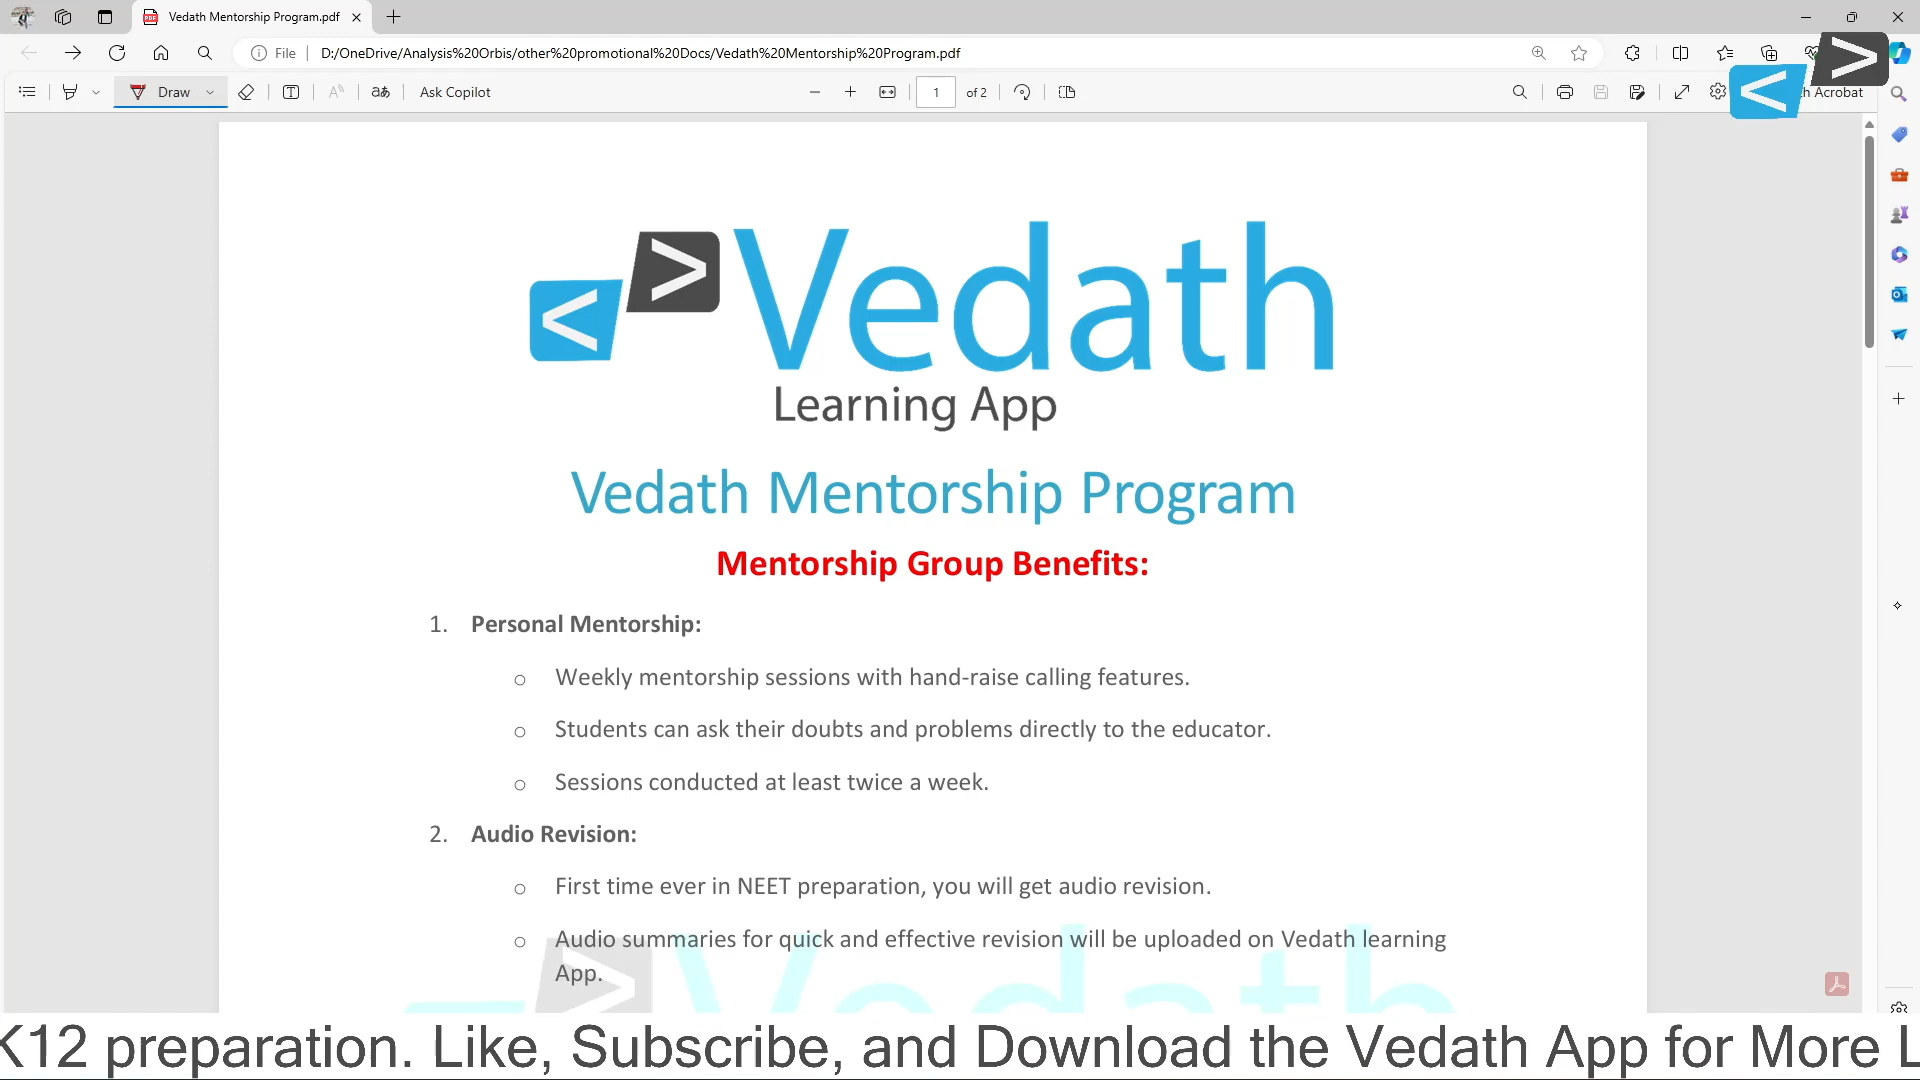 Vedath Mentorship Program.pdf
File D:/OneDrive/Analysis%20Orbis/other%20promotional%20Docs/Vedath%20Mentorship%20Program.pdf
Draw aあ Ask Copilot 1 of 2 Acrobat
Vedath
Learning App
Vedath Mentorship Program
Mentorship Group Benefits:
1. Personal Mentorship:
o Weekly mentorship sessions with hand-raise calling features.
o Students can ask their doubts and problems directly to the educator.
o Sessions conducted at least twice a week.
2. Audio Revision:
o First time ever in NEET preparation, you will get audio revision.
o Audio summaries for quick and effective revision will be uploaded on Vedath learning
App.
Vedath
K12 preparation. Like, Subscribe, and Download the Vedath App for More L